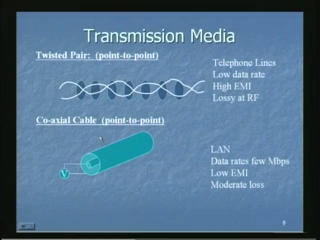 Transmission Media
Twisted Pair: (point-to-point)
Telephone Lines
Low data rate
High EMI
Lossy at RF
Co-axial Cable (point-to-point)
V
LAN
Data rates few Mbps
Low EMI
Moderate loss